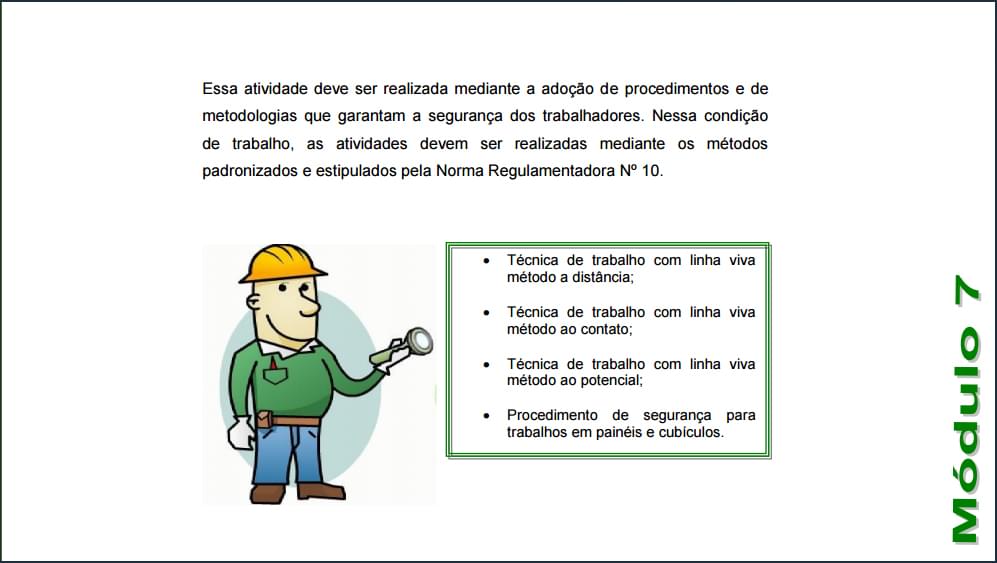 Essa atividade deve ser realizada mediante a adoção de procedimentos e de
metodologias que garantam a segurança dos trabalhadores. Nessa condição
de trabalho, as atividades devem ser realizadas mediante os métodos
padronizados e estipulados pela Norma Regulamentadora Nº 10.
• Técnica de trabalho com linha viva
método a distância;
• Técnica de trabalho com linha viva
método ao contato;
• Técnica de trabalho com linha viva
método ao potencial;
• Procedimento de segurança para
trabalhos em painéis e cubículos.
Módulo 7